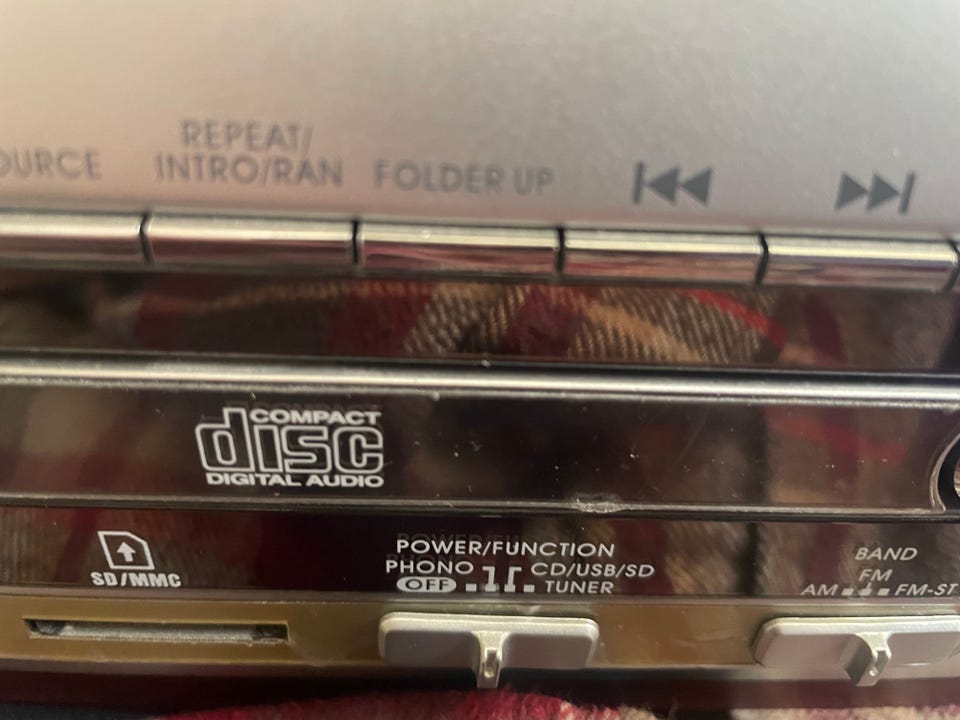 OURCE
REPEAT/
INTRO/RAN
FOLDER UP
COMPACT
disc
DIGITAL AUDIO
SD/MMC
POWER/FUNCTION
PHONO CD/USB/SD
OFF TUNER
BAND
FM
AM FM-ST